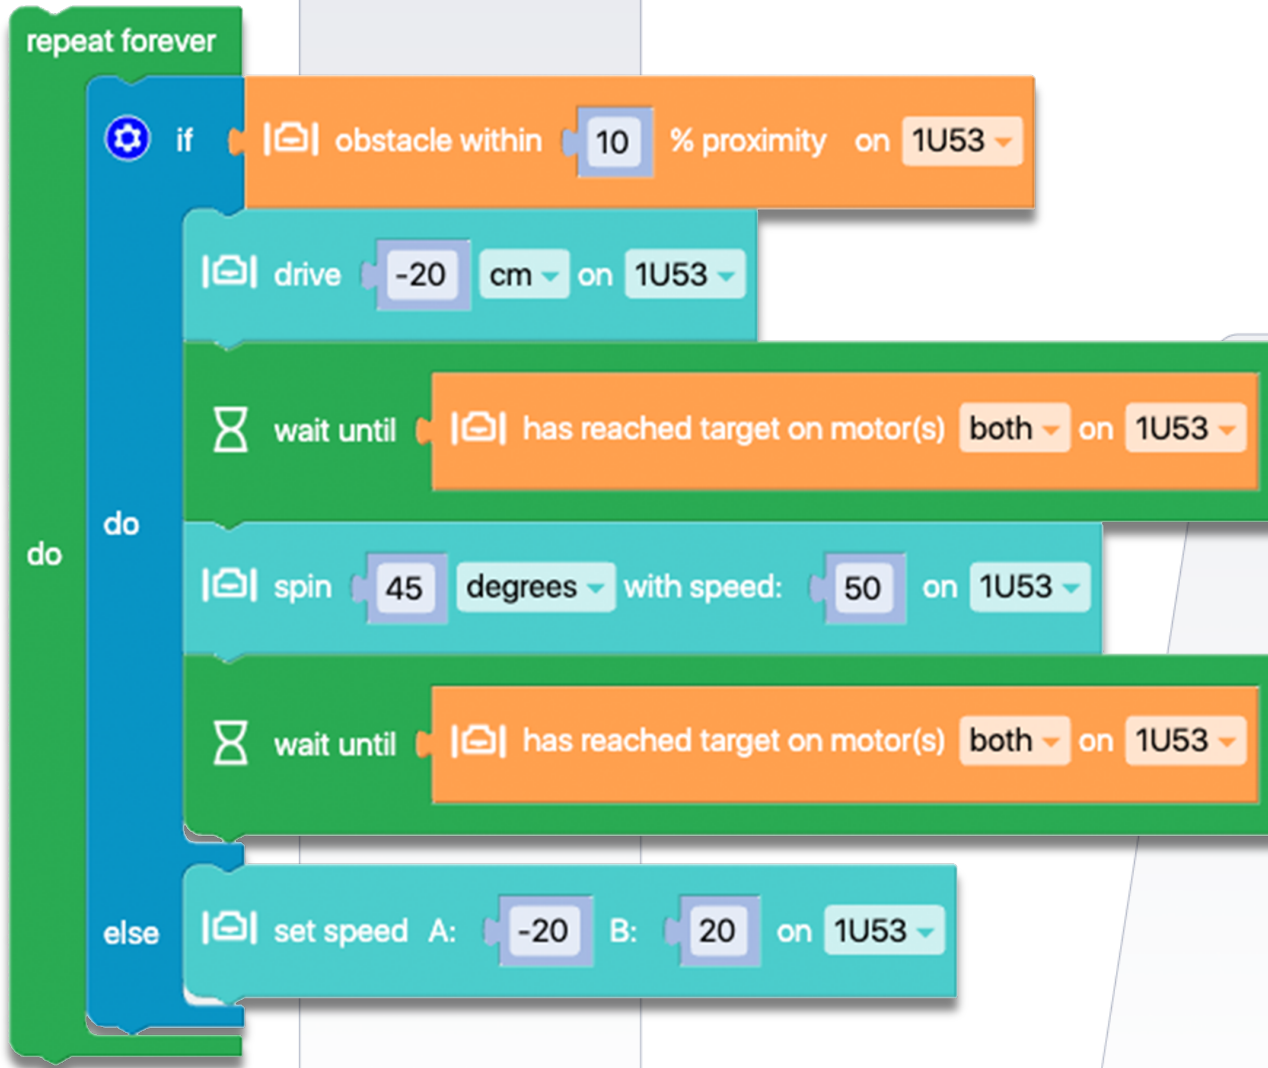 repeat forever
if obstacle within 10 % proximity on 1U53
drive -20 cm on 1U53
wait until has reached target on motor(s) both on 1U53
do
do
spin 45 degrees with speed: 50 on 1U53
wait until has reached target on motor(s) both on 1U53
else set speed A: -20 B: 20 on 1U53